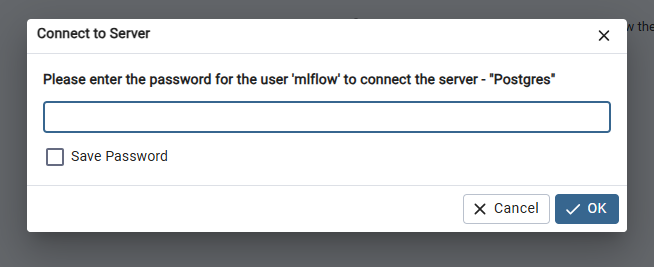 w the
Connect to Server
Please enter the password for the user 'mlflow' to connect the server - "Postgres"
Save Password
Cancel
OK